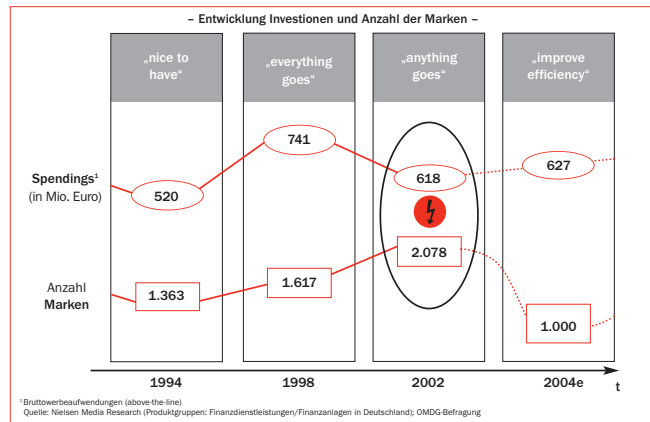 – Entwicklung Investionen und Anzahl der Marken –
„nice to
have“
„everything
goes“
„anything
goes“
„improve
efficiency“
Spendings¹
(in Mio. Euro)
520
741
618
627
Anzahl
Marken
1.363
1.617
2.078
1.000
1994
1998
2002
2004e
t
¹ Bruttowerbeaufwendungen (above-the-line)
Quelle: Nielsen Media Research (Produktgruppen: Finanzdienstleistungen/Finanzanlagen in Deutschland); OMDG-Befragung